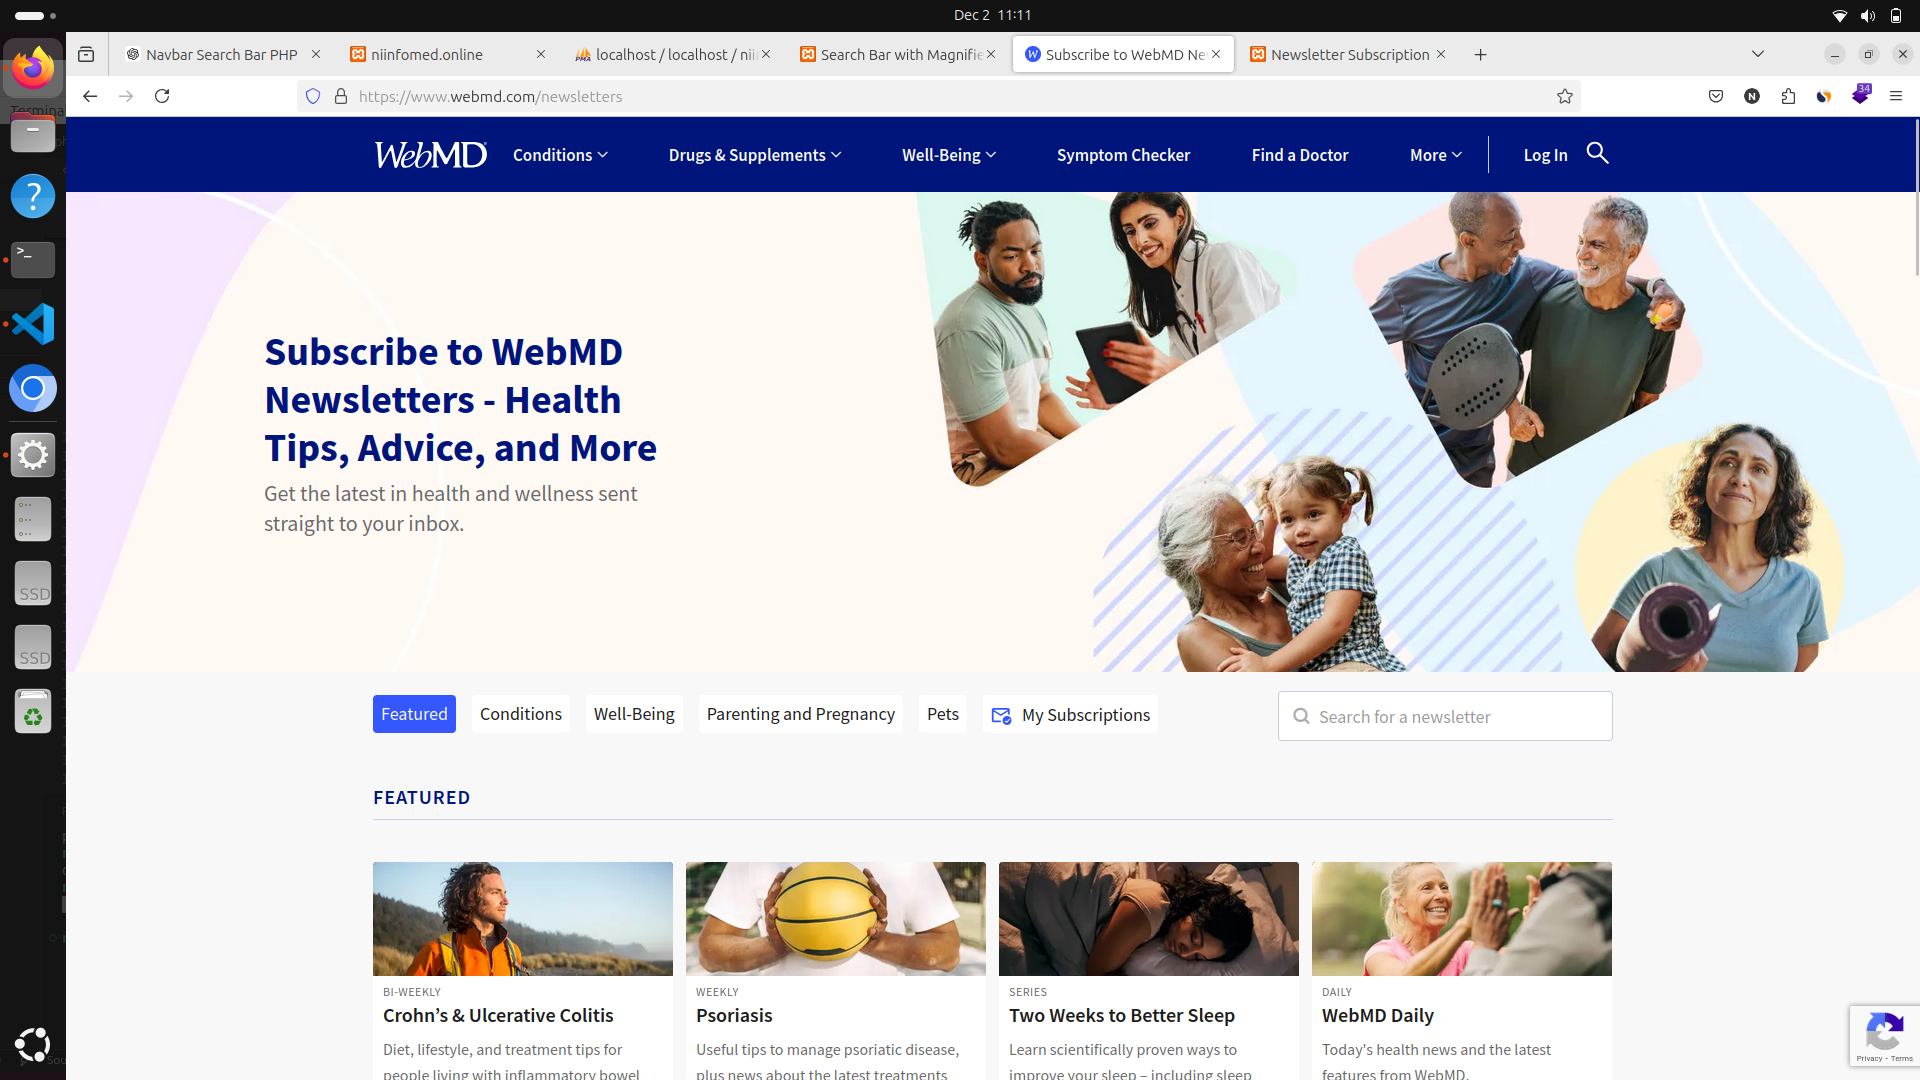 Dec 2 11:11
Navbar Search Bar PHP
niinfomed.online
localhost / localhost / nii
Search Bar with Magnifie
Subscribe to WebMD Ne
Newsletter Subscription
https://www.webmd.com/newsletters
N
34
Termina
WebMD
Conditions
Drugs & Supplements
Well-Being
Symptom Checker
Find a Doctor
More
Log In
Subscribe to WebMD
Newsletters - Health
Tips, Advice, and More
Get the latest in health and wellness sent
straight to your inbox.
SSD
SSD
Featured
Conditions
Well-Being
Parenting and Pregnancy
Pets
My Subscriptions
Search for a newsletter
FEATURED
BI-WEEKLY
Crohn’s & Ulcerative Colitis
Diet, lifestyle, and treatment tips for
people living with inflammatory bowel
WEEKLY
Psoriasis
Useful tips to manage psoriatic disease,
plus news about the latest treatments
SERIES
Two Weeks to Better Sleep
Learn scientifically proven ways to
improve your sleep – including sleep
DAILY
WebMD Daily
Today's health news and the latest
features from WebMD.
Privacy - Terms